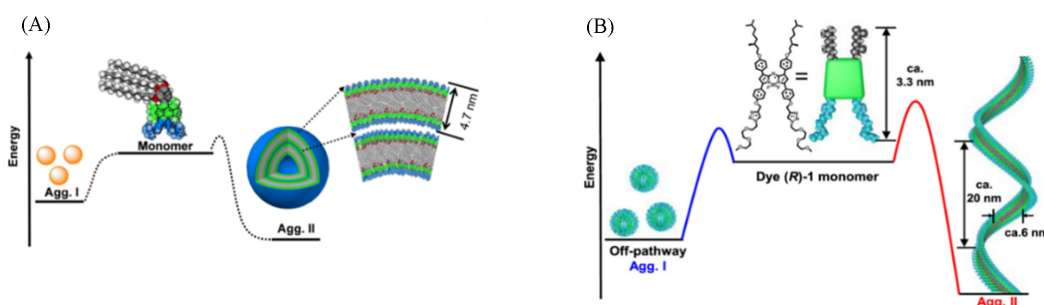 (A)
Energy
Agg. I
Monomer
Agg. II
4.7 nm
(B)
Energy
Off-pathway
Agg. I
Dye (R)-1 monomer
=
ca.
3.3 nm
ca.
20 nm
ca.6 nm
Agg. II